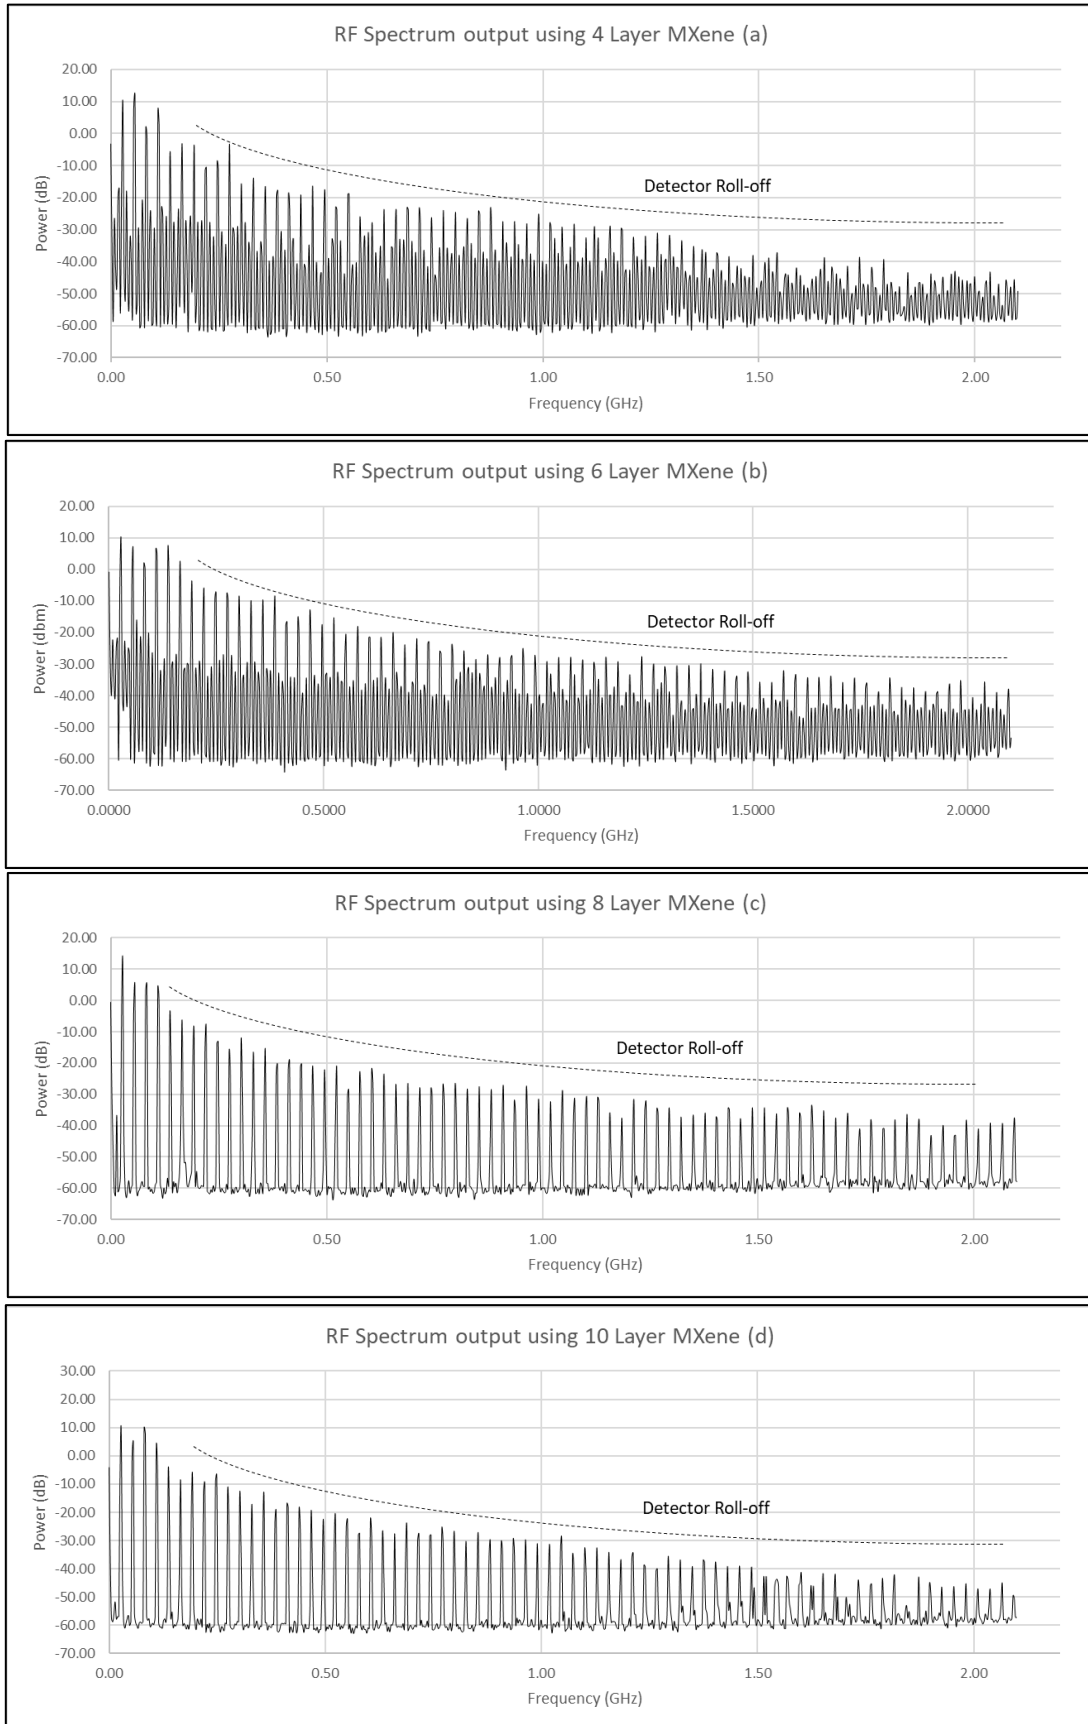 RF Spectrum output using 4 Layer MXene (a)
20.00
10.00
0.00
-10.00
-20.00
-30.00
-40.00
-50.00
-60.00
-70.00
Power (dB)
Detector Roll-off
0.00 0.50 1.00 1.50 2.00
Frequency (GHz)
RF Spectrum output using 6 Layer MXene (b)
20.00
10.00
0.00
-10.00
-20.00
-30.00
-40.00
-50.00
-60.00
-70.00
Power (dbm)
Detector Roll-off
0.0000 0.5000 1.0000 1.5000 2.0000
Frequency (GHz)
RF Spectrum output using 8 Layer MXene (c)
20.00
10.00
0.00
-10.00
-20.00
-30.00
-40.00
-50.00
-60.00
-70.00
Power (dB)
Detector Roll-off
0.00 0.50 1.00 1.50 2.00
Frequency (GHz)
RF Spectrum output using 10 Layer MXene (d)
30.00
20.00
10.00
0.00
-10.00
-20.00
-30.00
-40.00
-50.00
-60.00
-70.00
Power (dB)
Detector Roll-off
0.00 0.50 1.00 1.50 2.00
Frequency (GHz)